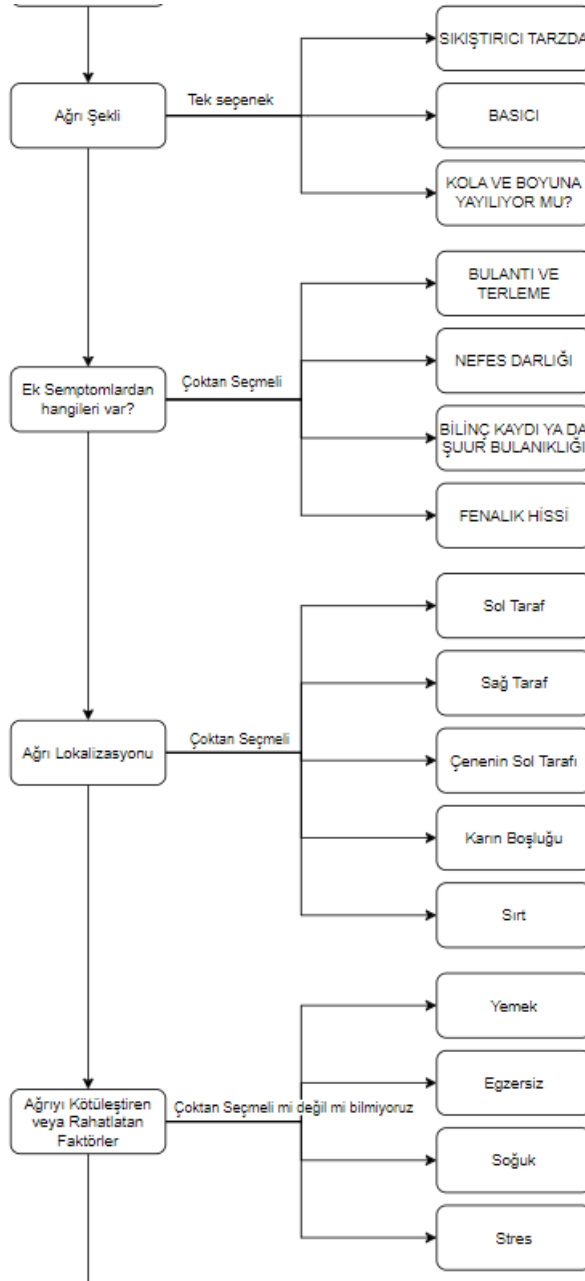 Ağrı Şekli
Tek seçenek
SIKIŞTIRICI TARZDA
BASICI
KOLA VE BOYUNA
YAYILIYOR MU?
Ek Semptomlardan
hangileri var?
Çoktan Seçmeli
BULANTI VE
TERLEME
NEFES DARLIĞI
BİLİNÇ KAYDI YA DA
ŞUUR BULANIKLIĞI
FENALIK HİSSİ
Ağrı Lokalizasyonu
Çoktan Seçmeli
Sol Taraf
Sağ Taraf
Çenenin Sol Tarafı
Karın Boşluğu
Sırt
Ağrıyı Kötüleştiren
veya Rahatlatan
Faktörler
Çoktan Seçmeli mi değil mi bilmiyoruz
Yemek
Egzersiz
Soğuk
Stres